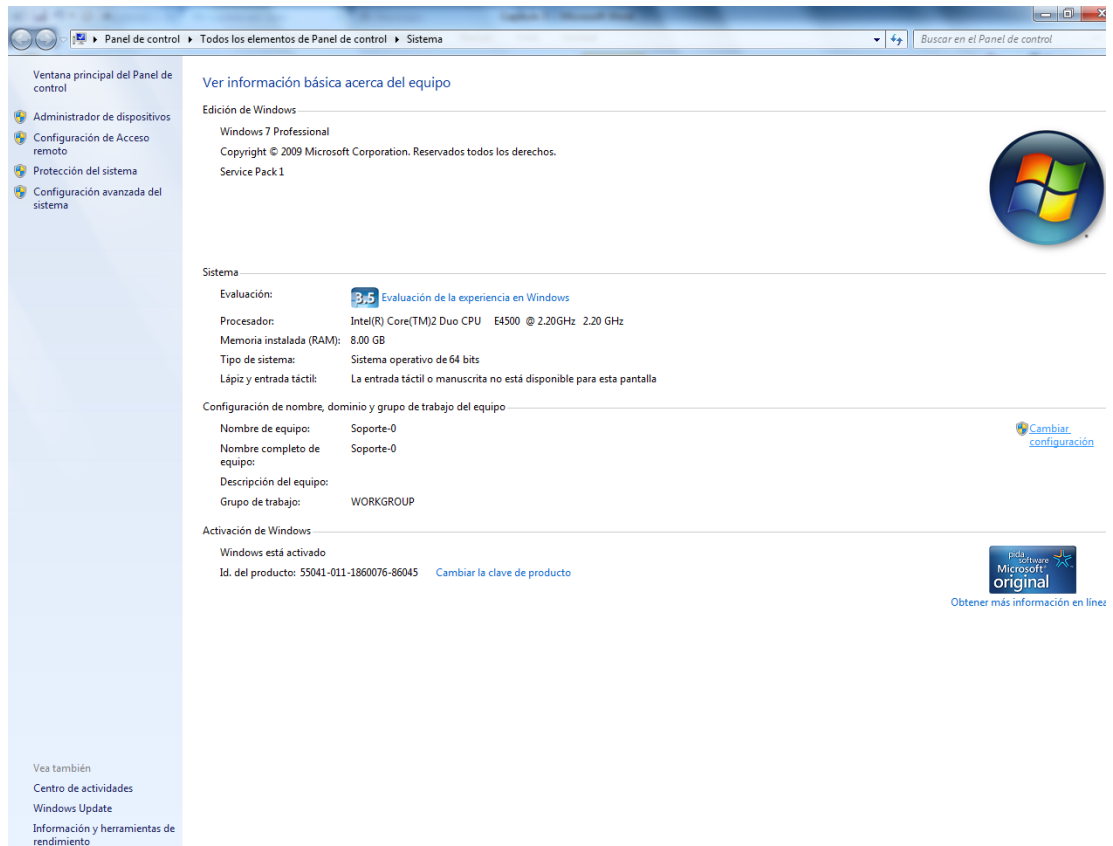 Panel de control ▸ Todos los elementos de Panel de control ▸ Sistema
Buscar en el Panel de control
Ventana principal del Panel de
control
Administrador de dispositivos
Configuración de Acceso
remoto
Protección del sistema
Configuración avanzada del
sistema
Ver información básica acerca del equipo
Edición de Windows
Windows 7 Professional
Copyright © 2009 Microsoft Corporation. Reservados todos los derechos.
Service Pack 1
Sistema
Evaluación: 3,5 Evaluación de la experiencia en Windows
Procesador: Intel(R) Core(TM)2 Duo CPU E4500 @ 2.20GHz 2.20 GHz
Memoria instalada (RAM): 8.00 GB
Tipo de sistema: Sistema operativo de 64 bits
Lápiz y entrada táctil: La entrada táctil o manuscrita no está disponible para esta pantalla
Configuración de nombre, dominio y grupo de trabajo del equipo
Nombre de equipo: Soporte-0
Cambiar
configuración
Nombre completo de
equipo: Soporte-0
Descripción del equipo:
Grupo de trabajo: WORKGROUP
Activación de Windows
Windows está activado
Id. del producto: 55041-011-1860076-86045 Cambiar la clave de producto
pida
software
Microsoft
original
Obtener más información en línea
Vea también
Centro de actividades
Windows Update
Información y herramientas de
rendimiento